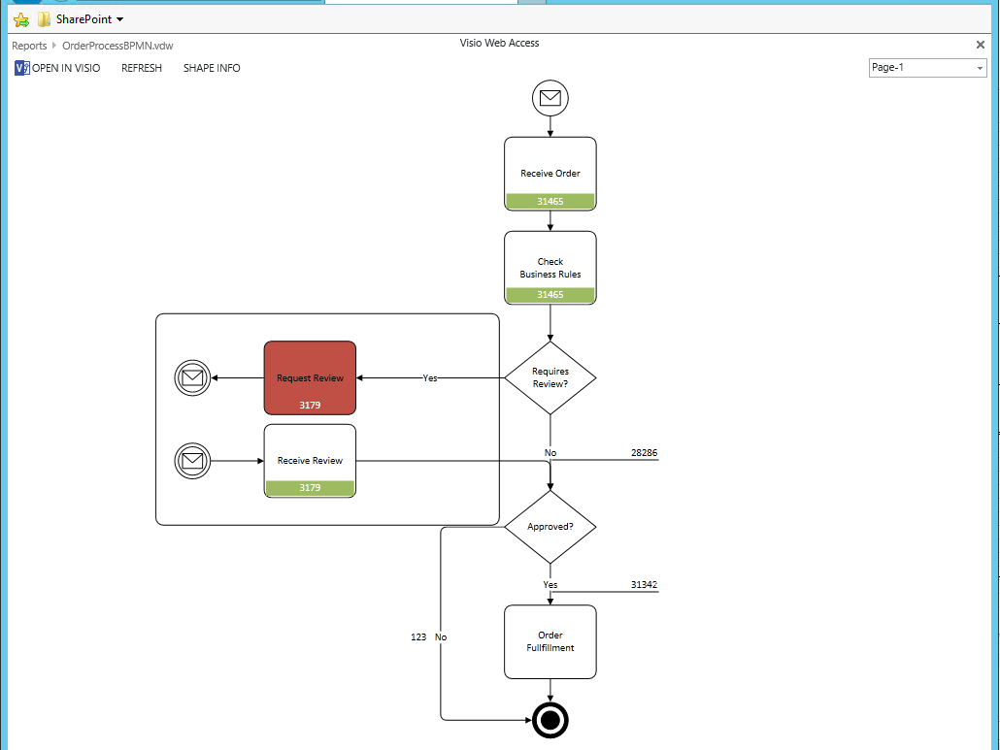 SharePoint
Reports OrderProcessBPMN.vdw
Visio Web Access
OPEN IN VISIO REFRESH SHAPE INFO
Page-1
Receive Order
31465
Check
Business Rules
31465
Requires
Review?
Yes
Request Review
3179
No
28286
Receive Review
3179
Approved?
Yes
31342
123 No
Order
Fullfillment